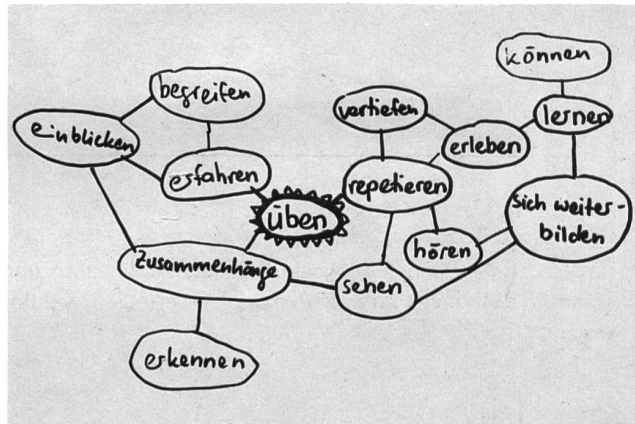 können
begreifen
vertiefen
lernen
einblicken
erleben
erfahren
repetieren
üben
sich weiter-
bilden
hören
Zusammenhänge
sehen
erkennen